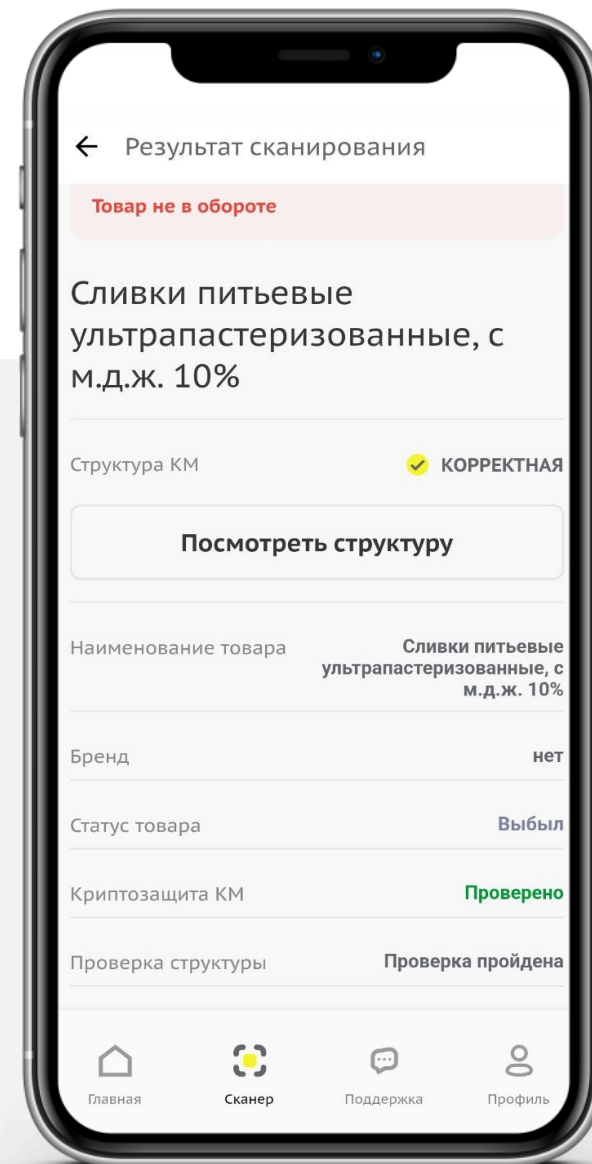 Результат сканирования
Товар не в обороте
Сливки питьевые
ультрапастеризованные, с
м.д.ж. 10%
Структура КМ КОРРЕКТНАЯ
Посмотреть структуру
Наименование товара Сливки питьевые
ультрапастеризованные, с
м.д.ж. 10%
Бренд нет
Статус товара Выбыл
Криптозащита КМ Проверено
Проверка структуры Проверка пройдена
Главная Сканер Поддержка Профиль